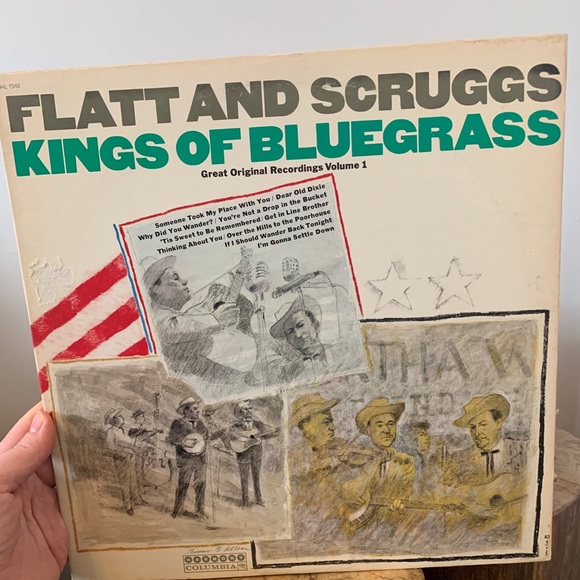 HL 7340
FLATT AND SCRUGGS
KINGS OF BLUEGRASS
Great Original Recordings Volume 1
Someone Took My Place With You / Dear Old Dixie
Why Did You Wander? / You're Not a Drop in the Bucket
'Tis Sweet to Be Remembered / Get in Line Brother
Thinking About You / Over the Hills to the Poorhouse
If I Should Wander Back Tonight
I'm Gonna Settle Down
Thomas B. Allen
HARMONY
COLUMBIA